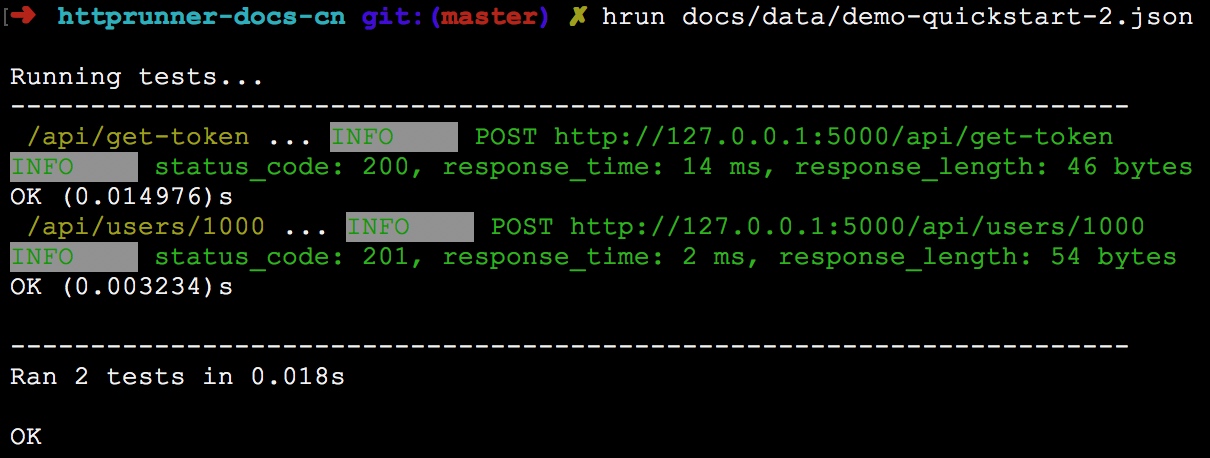 ➜ httprunner-docs-cn git:(master) ✗ hrun docs/data/demo-quickstart-2.json
Running tests...
----------------------------------------------------------------------
/api/get-token ... INFO POST http://127.0.0.1:5000/api/get-token
INFO status_code: 200, response_time: 14 ms, response_length: 46 bytes
OK (0.014976)s
/api/users/1000 ... INFO POST http://127.0.0.1:5000/api/users/1000
INFO status_code: 201, response_time: 2 ms, response_length: 54 bytes
OK (0.003234)s
----------------------------------------------------------------------
Ran 2 tests in 0.018s
OK